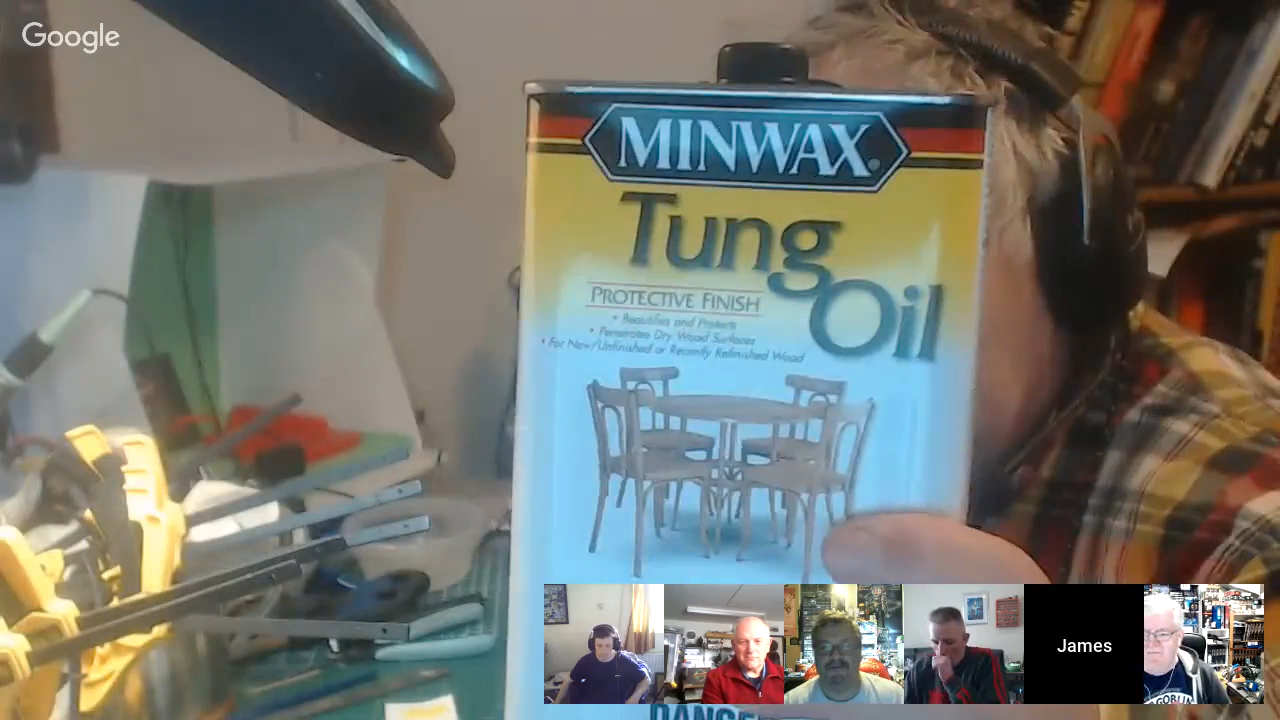 Google
MINWAX
Tung
Oil
PROTECTIVE FINISH
• Beautifies and Protects
• Penetrates Dry Wood Surfaces
• For New/Unfinished or Recently Refinished Wood
James
GOBLIN